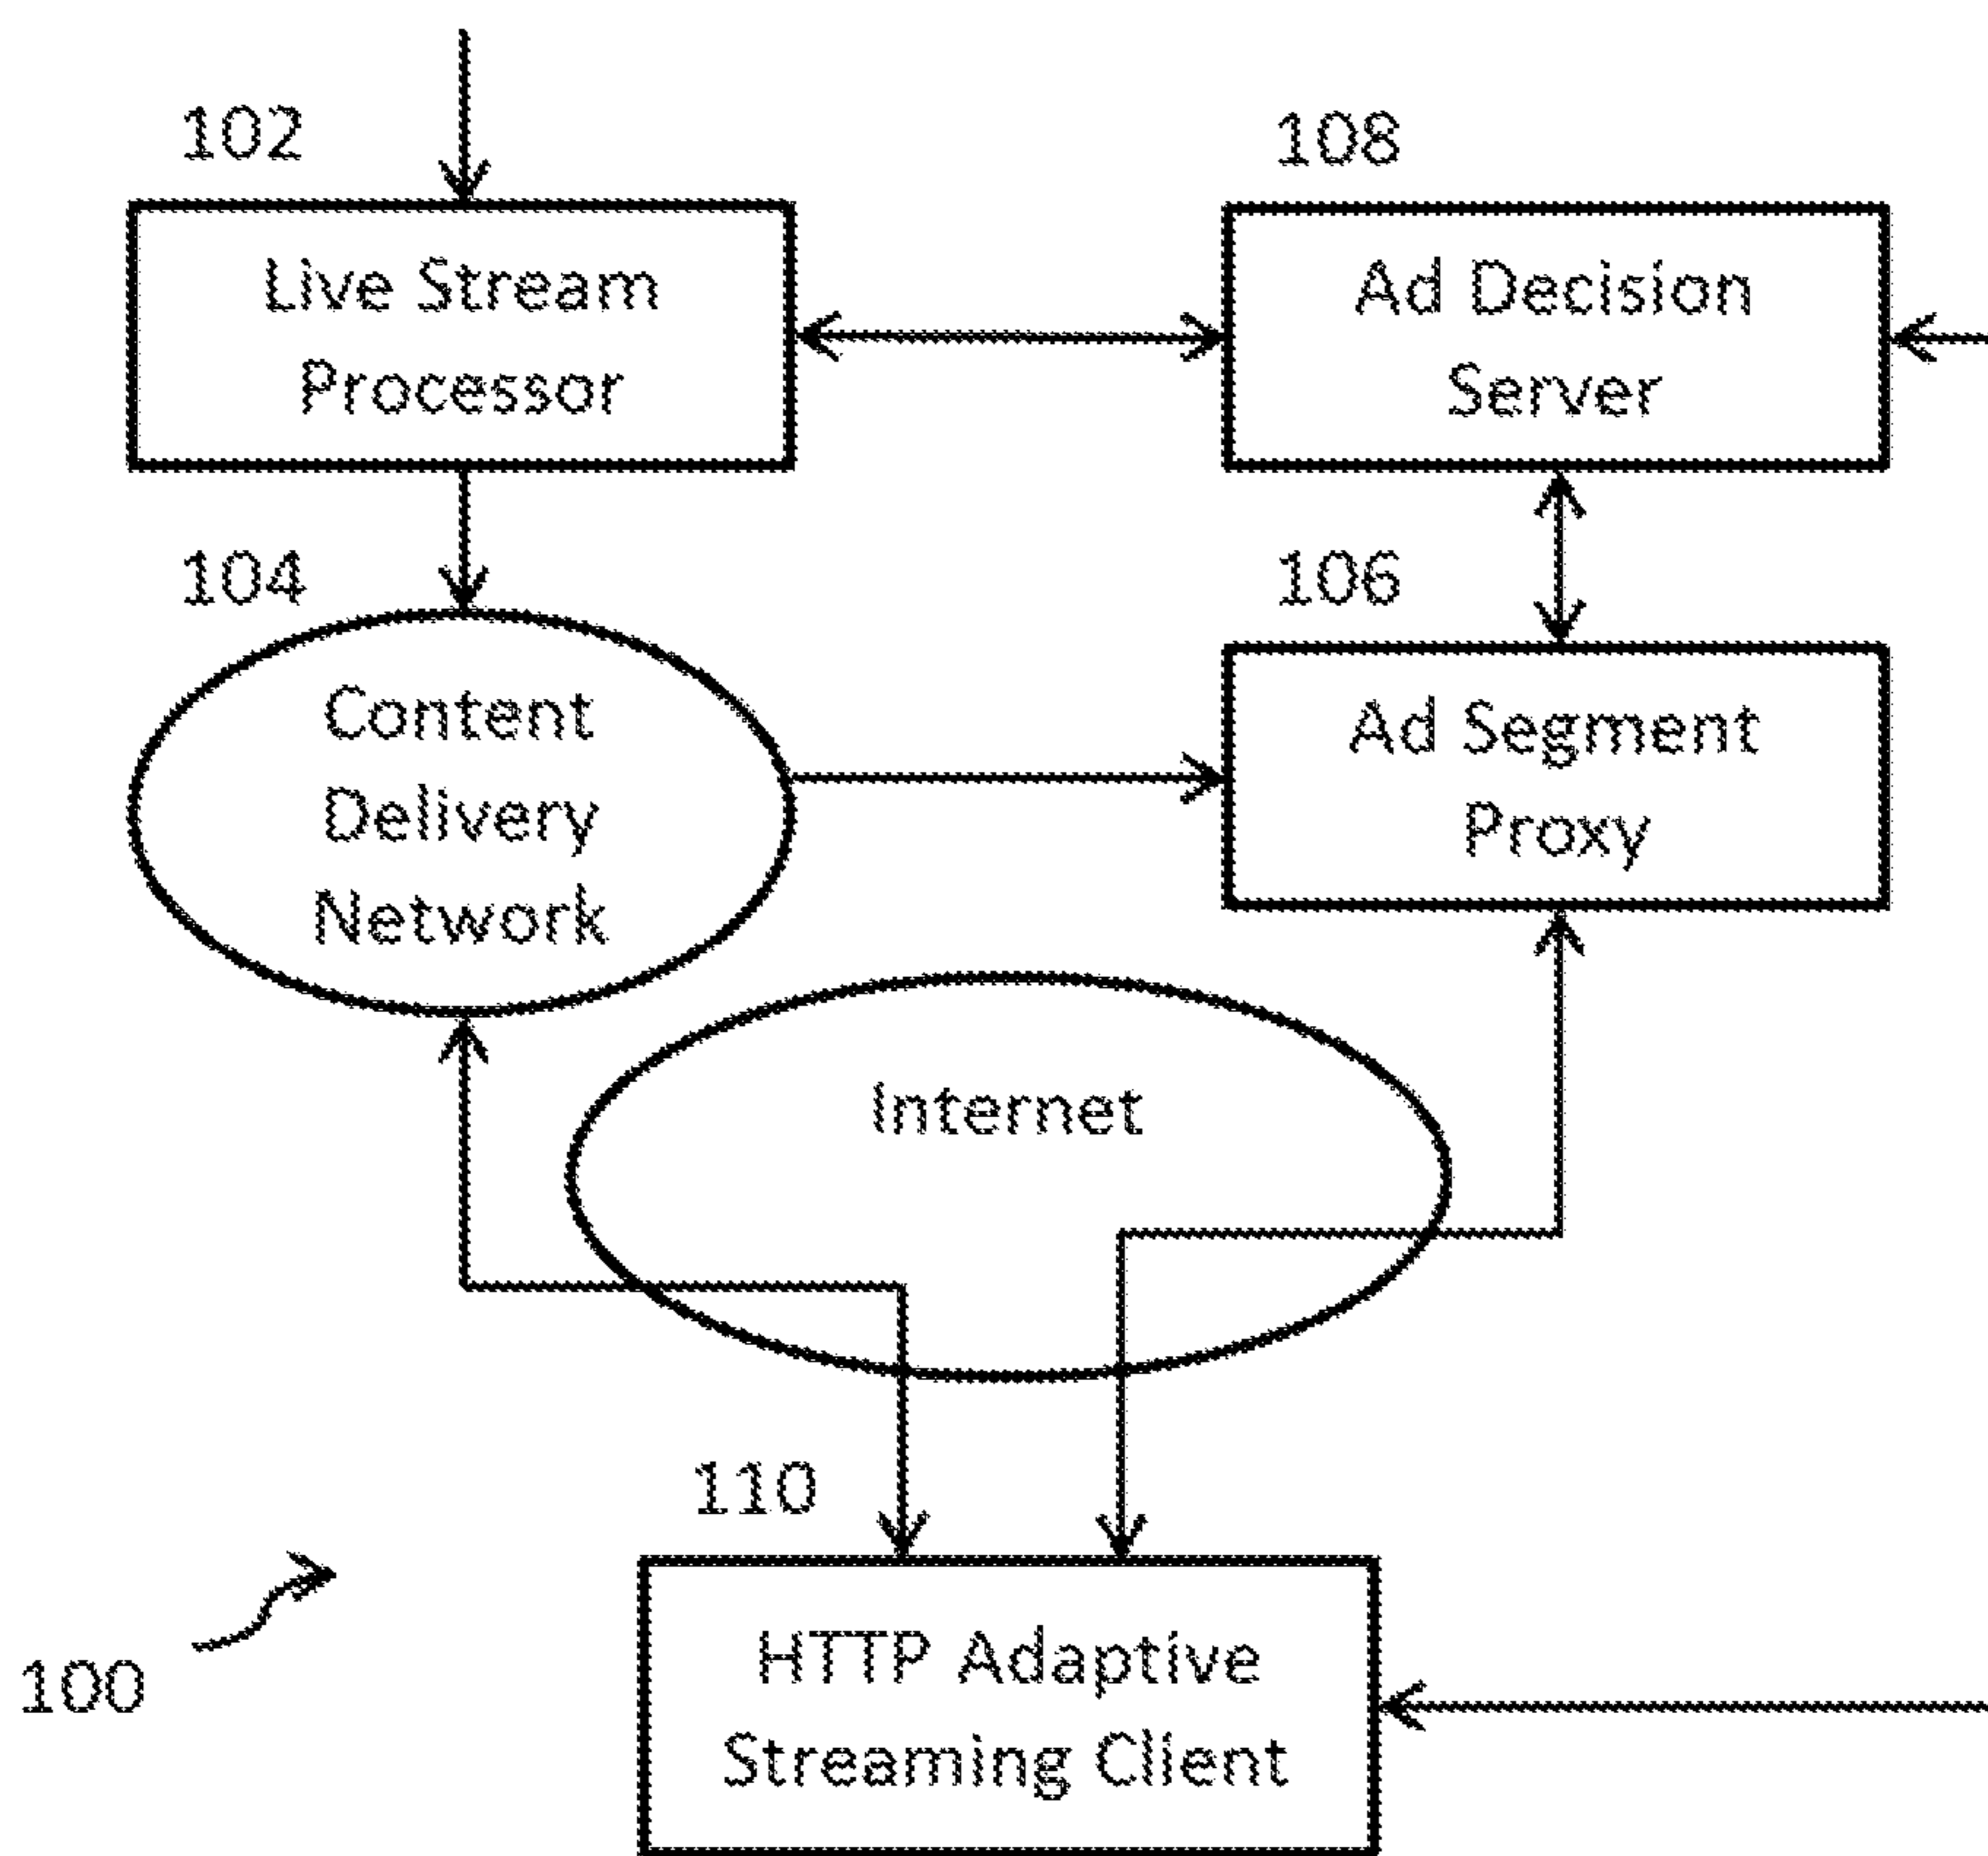 102
108
Live Stream
Processor
Ad Decision
Server
104
106
Content
Delivery
Network
Ad Segment
Proxy
Internet
110
100
HTTP Adaptive
Streaming Client